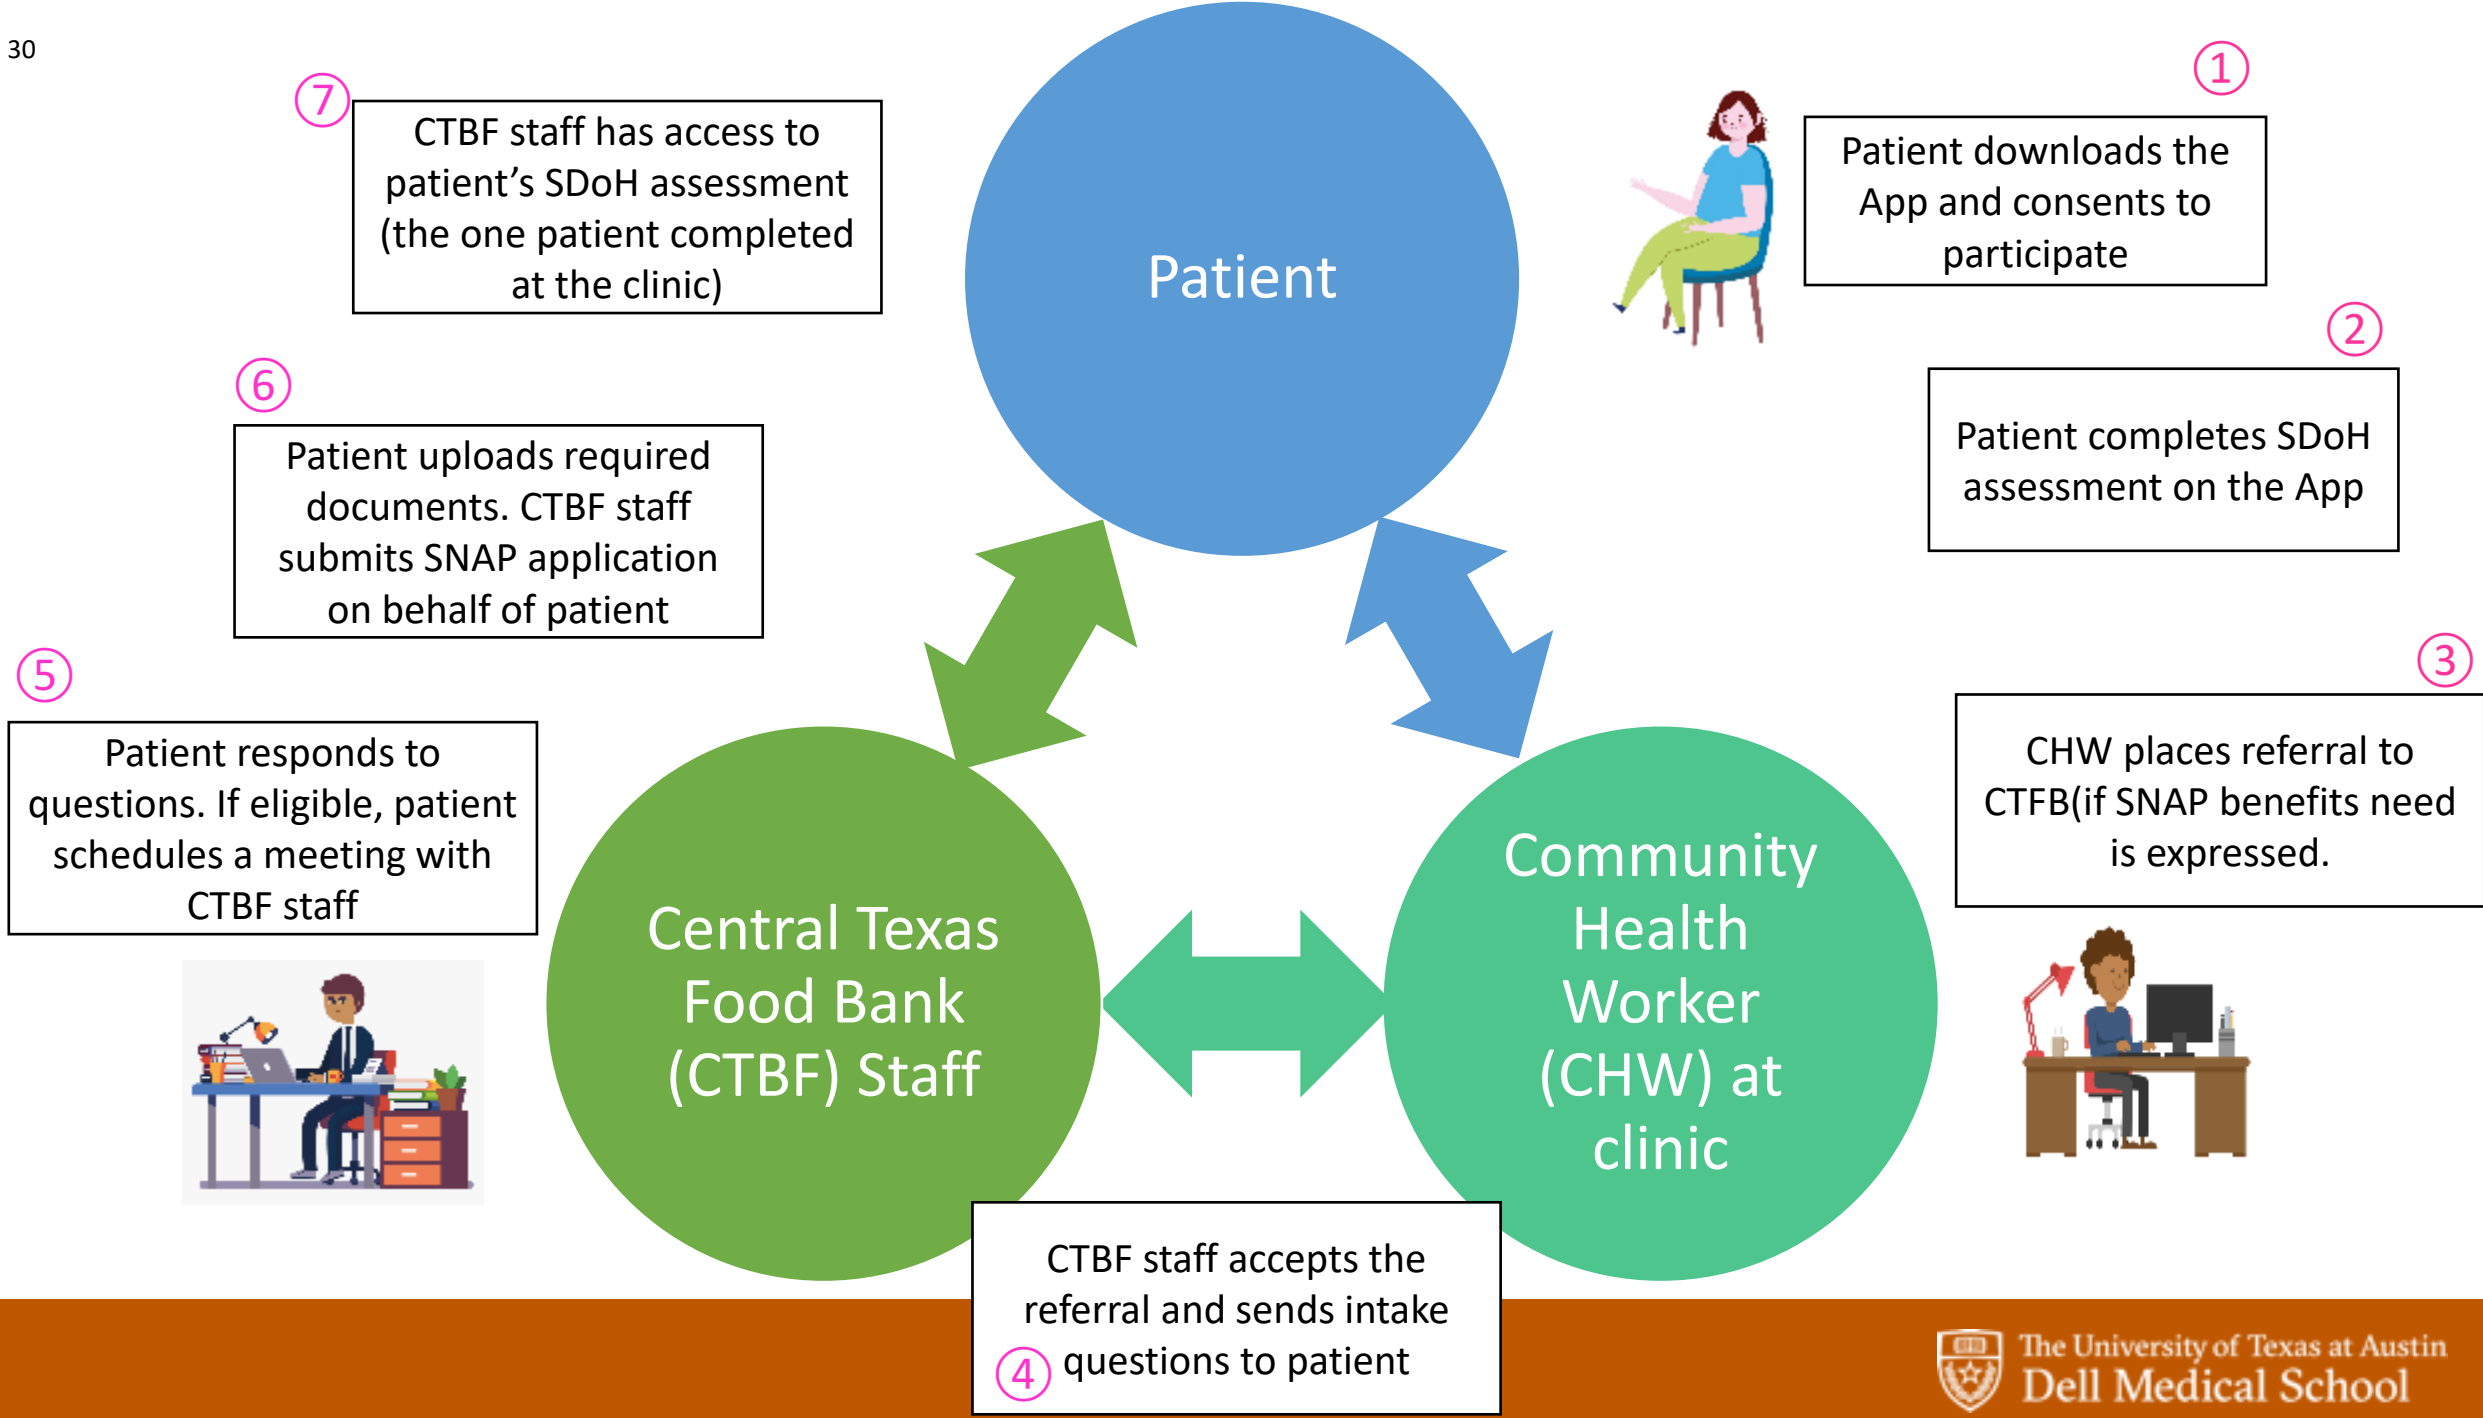 30
①
Patient downloads the
App and consents to
participate
②
Patient completes SDoH
assessment on the App
③
CHW places referral to
CTFB(if SNAP benefits need
is expressed.
④
CTBF staff accepts the
referral and sends intake
questions to patient
⑤
Patient responds to
questions. If eligible, patient
schedules a meeting with
CTBF staff
⑥
Patient uploads required
documents. CTBF staff
submits SNAP application
on behalf of patient
⑦
CTBF staff has access to
patient’s SDoH assessment
(the one patient completed
at the clinic)
Patient
Community
Health
Worker
(CHW) at
clinic
Central Texas
Food Bank
(CTBF) Staff
The University of Texas at Austin
Dell Medical School